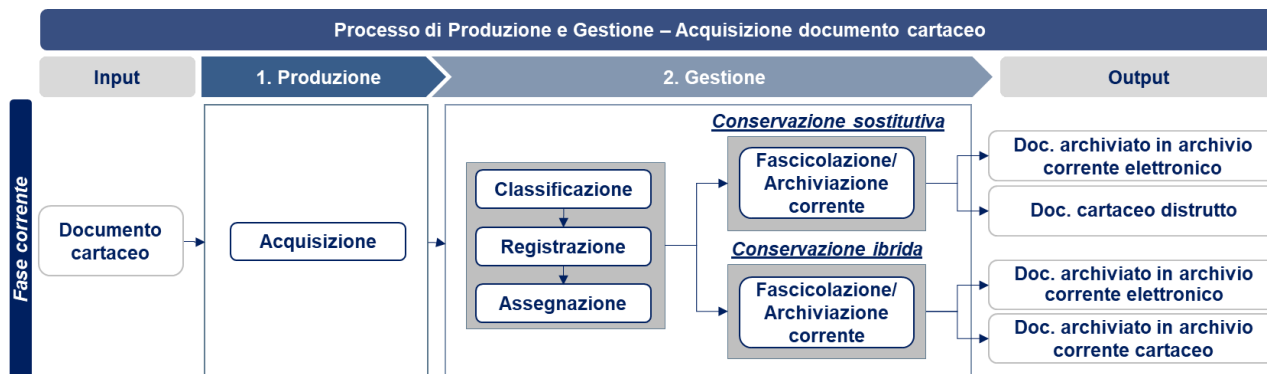 Processo di Produzione e Gestione – Acquisizione documento cartaceo
Input
1. Produzione
2. Gestione
Output
Fase corrente
Documento
cartaceo
Acquisizione
Classificazione
Registrazione
Assegnazione
Conservazione sostitutiva
Fascicolazione/
Archiviazione
corrente
Conservazione ibrida
Fascicolazione/
Archiviazione
corrente
Doc. archiviato in archivio
corrente elettronico
Doc. cartaceo distrutto
Doc. archiviato in archivio
corrente elettronico
Doc. archiviato in archivio
corrente cartaceo